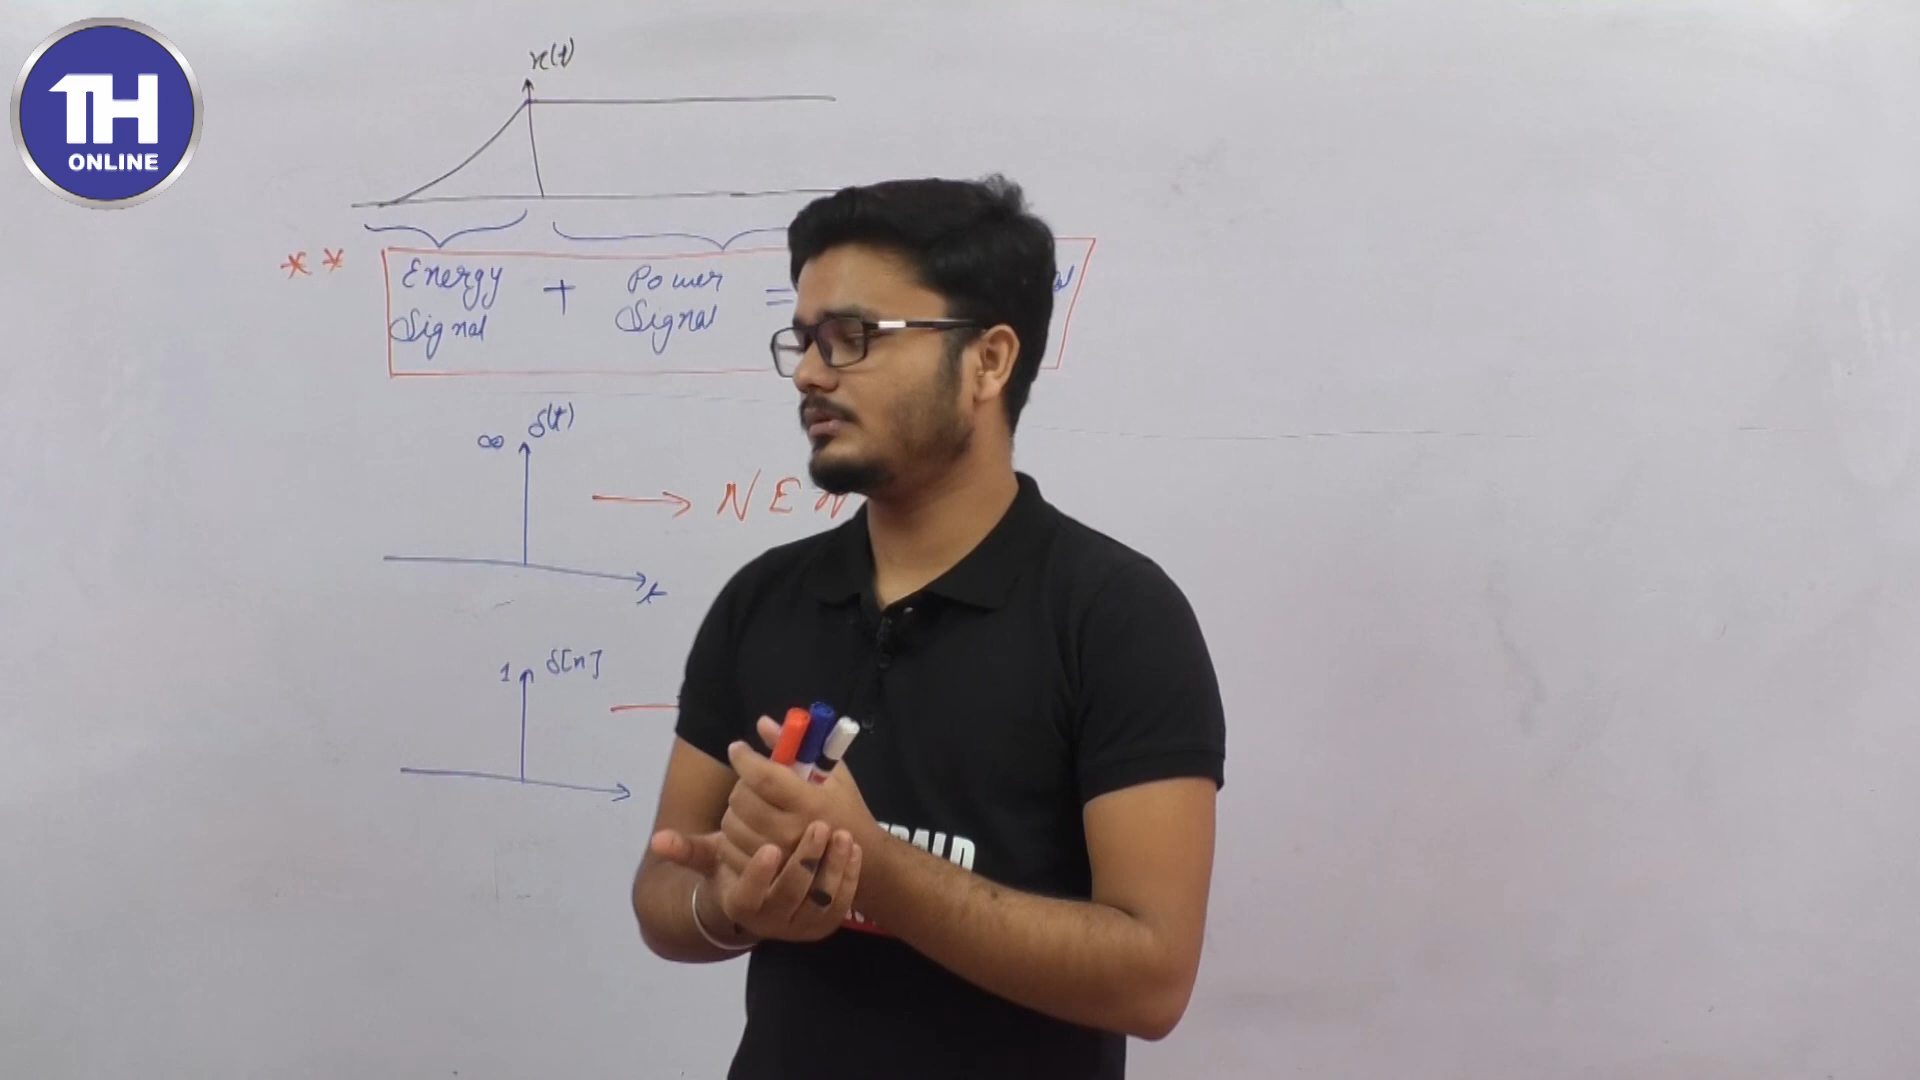 1H
ONLINE
x(t)
**
Energy
Signal
+
Power
Signal
=
∞
δ(t)
→ NEN
t
1
δ[n]